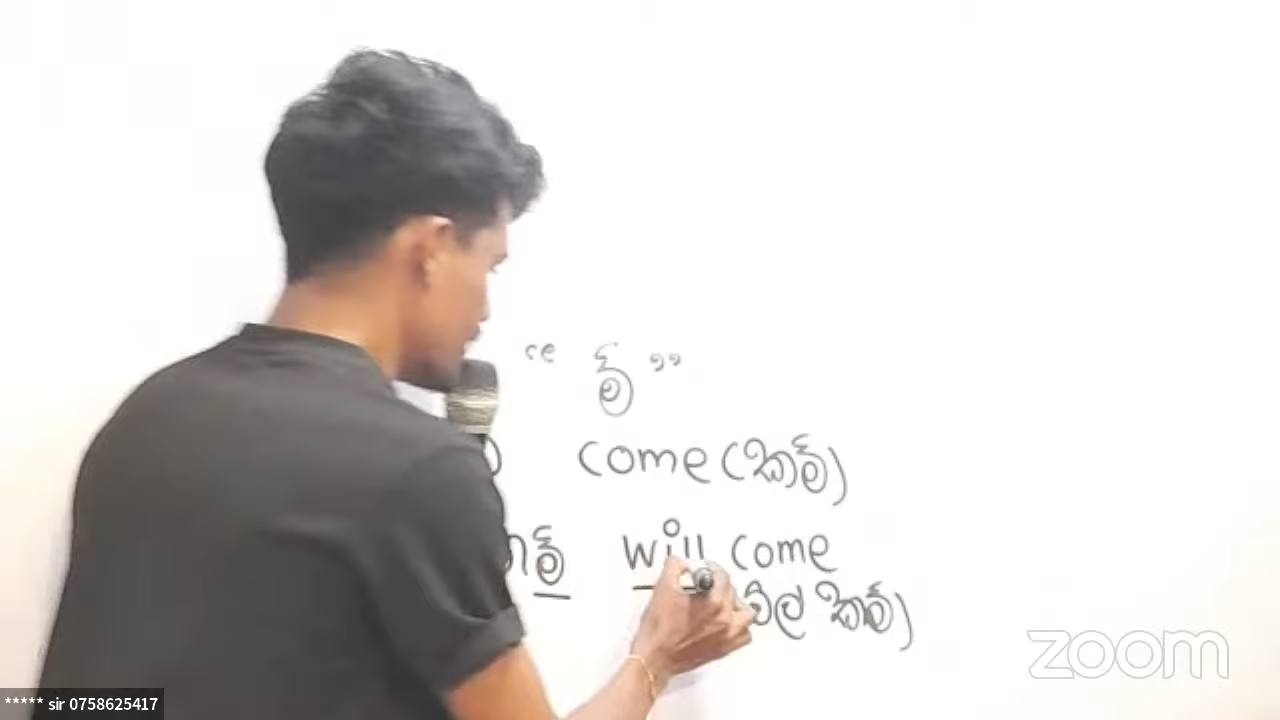 “ ම් ”
come (කම්)
will come
විල් කම්)
zoom
***** sir 0758625417